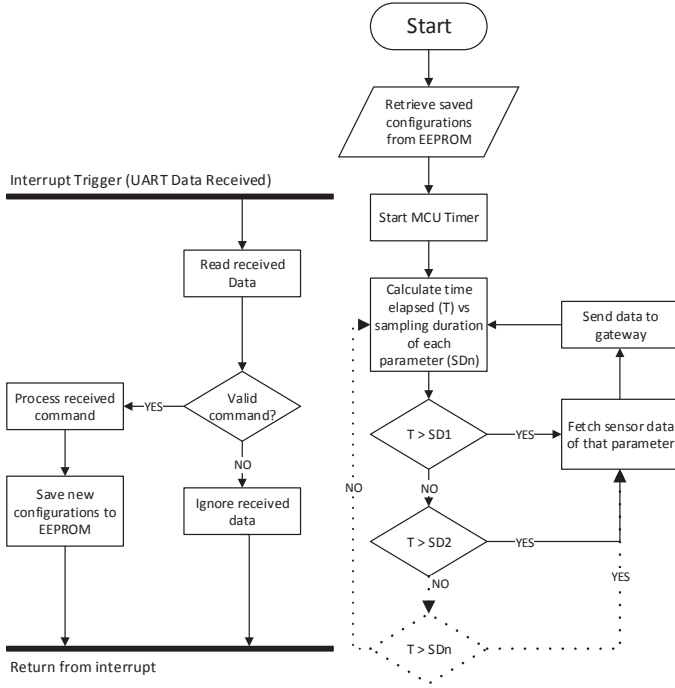 Start
Retrieve saved
configurations
from EEPROM
Interrupt Trigger (UART Data Received)
Start MCU Timer
Read received
Data
Calculate time
elapsed (T) vs
sampling duration
of each
parameter (SDn)
Send data to
gateway
Process received
command
YES
Valid
command?
T > SD1
YES
Fetch sensor data
of that parameter
NO
NO
NO
Save new
configurations to
EEPROM
Ignore received
data
T > SD2
YES
YES
NO
T > SDn
Return from interrupt